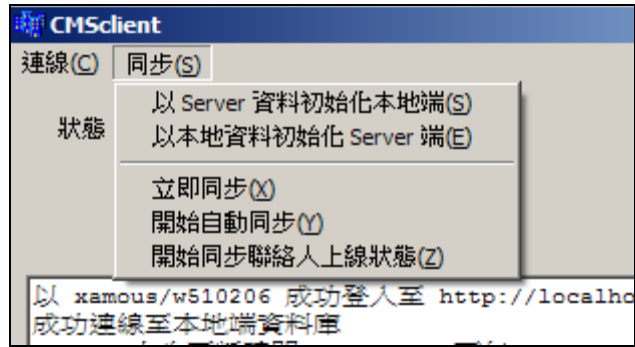 CMSclient
連線(C) 同步(S)
以 Server 資料初始化本地端(S)
以本地資料初始化 Server 端(E)
狀態
立即同步(X)
開始自動同步(Y)
開始同步聯絡人上線狀態(Z)
以 xamous/w510206 成功登入至 http://localho
成功連線至本地端資料庫